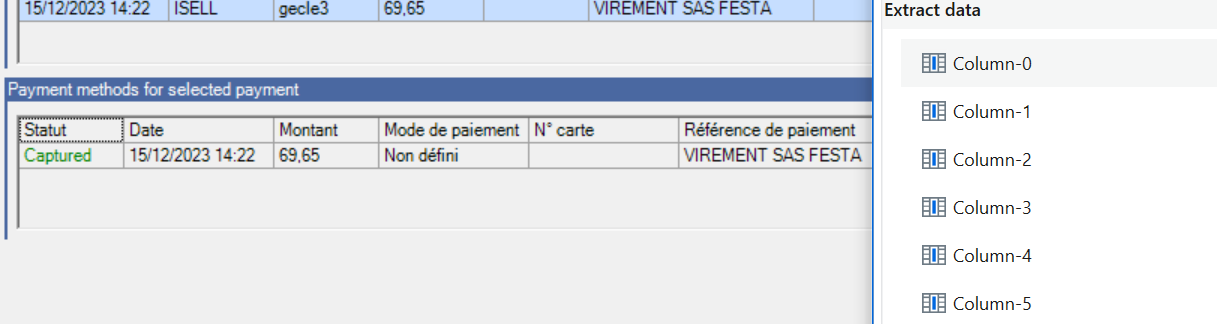 15/12/2023 14:22 ISELL gecle3 69,65 VIREMENT SAS FESTA
Payment methods for selected payment
Statut Date Montant Mode de paiement N° carte Référence de paiement
Captured 15/12/2023 14:22 69,65 Non défini VIREMENT SAS FESTA
Extract data
Column-0
Column-1
Column-2
Column-3
Column-4
Column-5